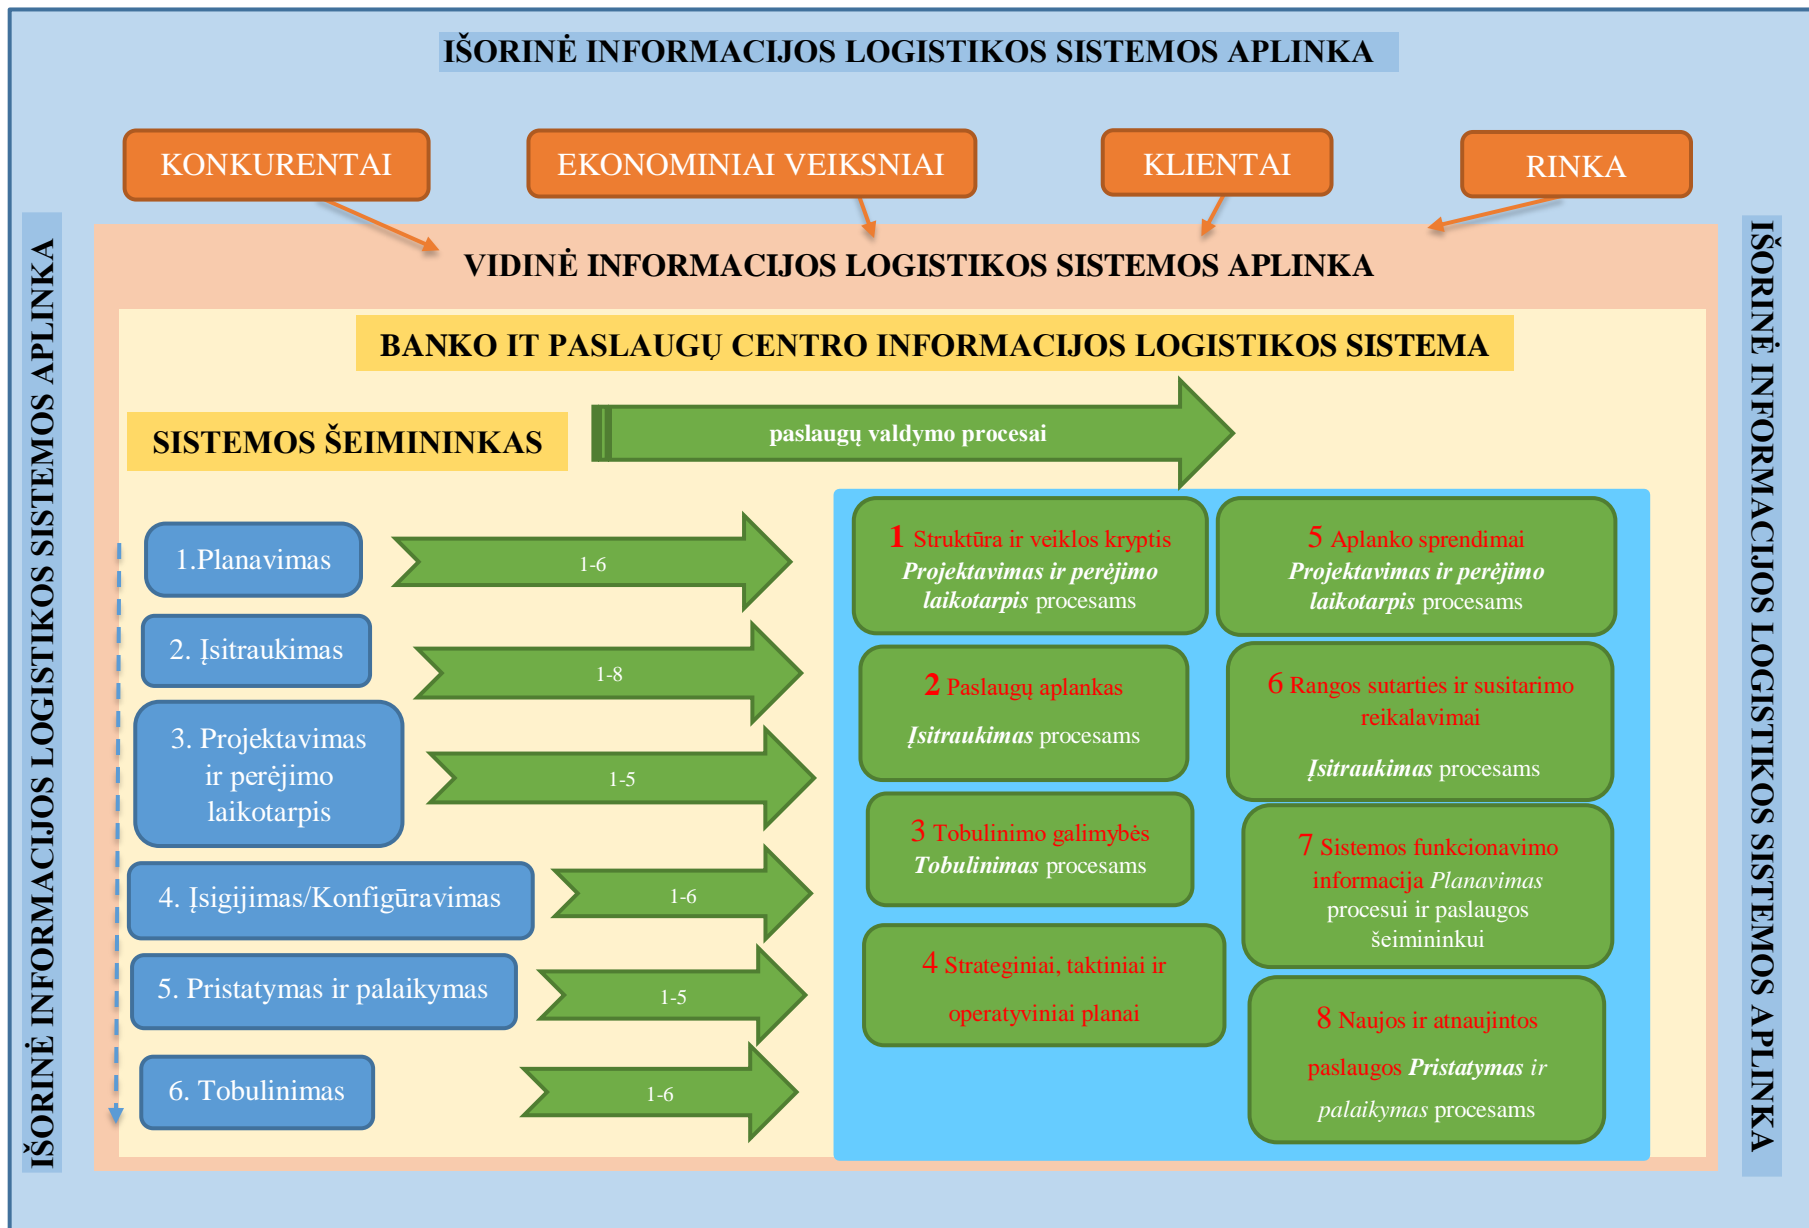 IŠORINĖ INFORMACIJOS LOGISTIKOS SISTEMOS APLINKA
KONKURENTAI
EKONOMINIAI VEIKSNIAI
KLIENTAI
RINKA
IŠORINĖ INFORMACIJOS LOGISTIKOS SISTEMOS APLINKA
IŠORINĖ INFORMACIJOS LOGISTIKOS SISTEMOS APLINKA
VIDINĖ INFORMACIJOS LOGISTIKOS SISTEMOS APLINKA
BANKO IT PASLAUGŲ CENTRO INFORMACIJOS LOGISTIKOS SISTEMA
SISTEMOS ŠEIMININKAS
paslaugų valdymo procesai
1.Planavimas
1-6
2. Įsitraukimas
1-8
3. Projektavimas
ir perėjimo
laikotarpis
1-5
4. Įsigijimas/Konfigūravimas
1-6
5. Pristatymas ir palaikymas
1-5
6. Tobulinimas
1-6
1 Struktūra ir veiklos kryptis
Projektavimas ir perėjimo
laikotarpis procesams
2 Paslaugų aplankas
Įsitraukimas procesams
3 Tobulinimo galimybės
Tobulinimas procesams
4 Strateginiai, taktiniai ir
operatyviniai planai
5 Aplanko sprendimai
Projektavimas ir perėjimo
laikotarpis procesams
6 Rangos sutarties ir susitarimo
reikalavimai
Įsitraukimas procesams
7 Sistemos funkcionavimo
informacija Planavimas
procesui ir paslaugos
šeimininkui
8 Naujos ir atnaujintos
paslaugos Pristatymas ir
palaikymas procesams